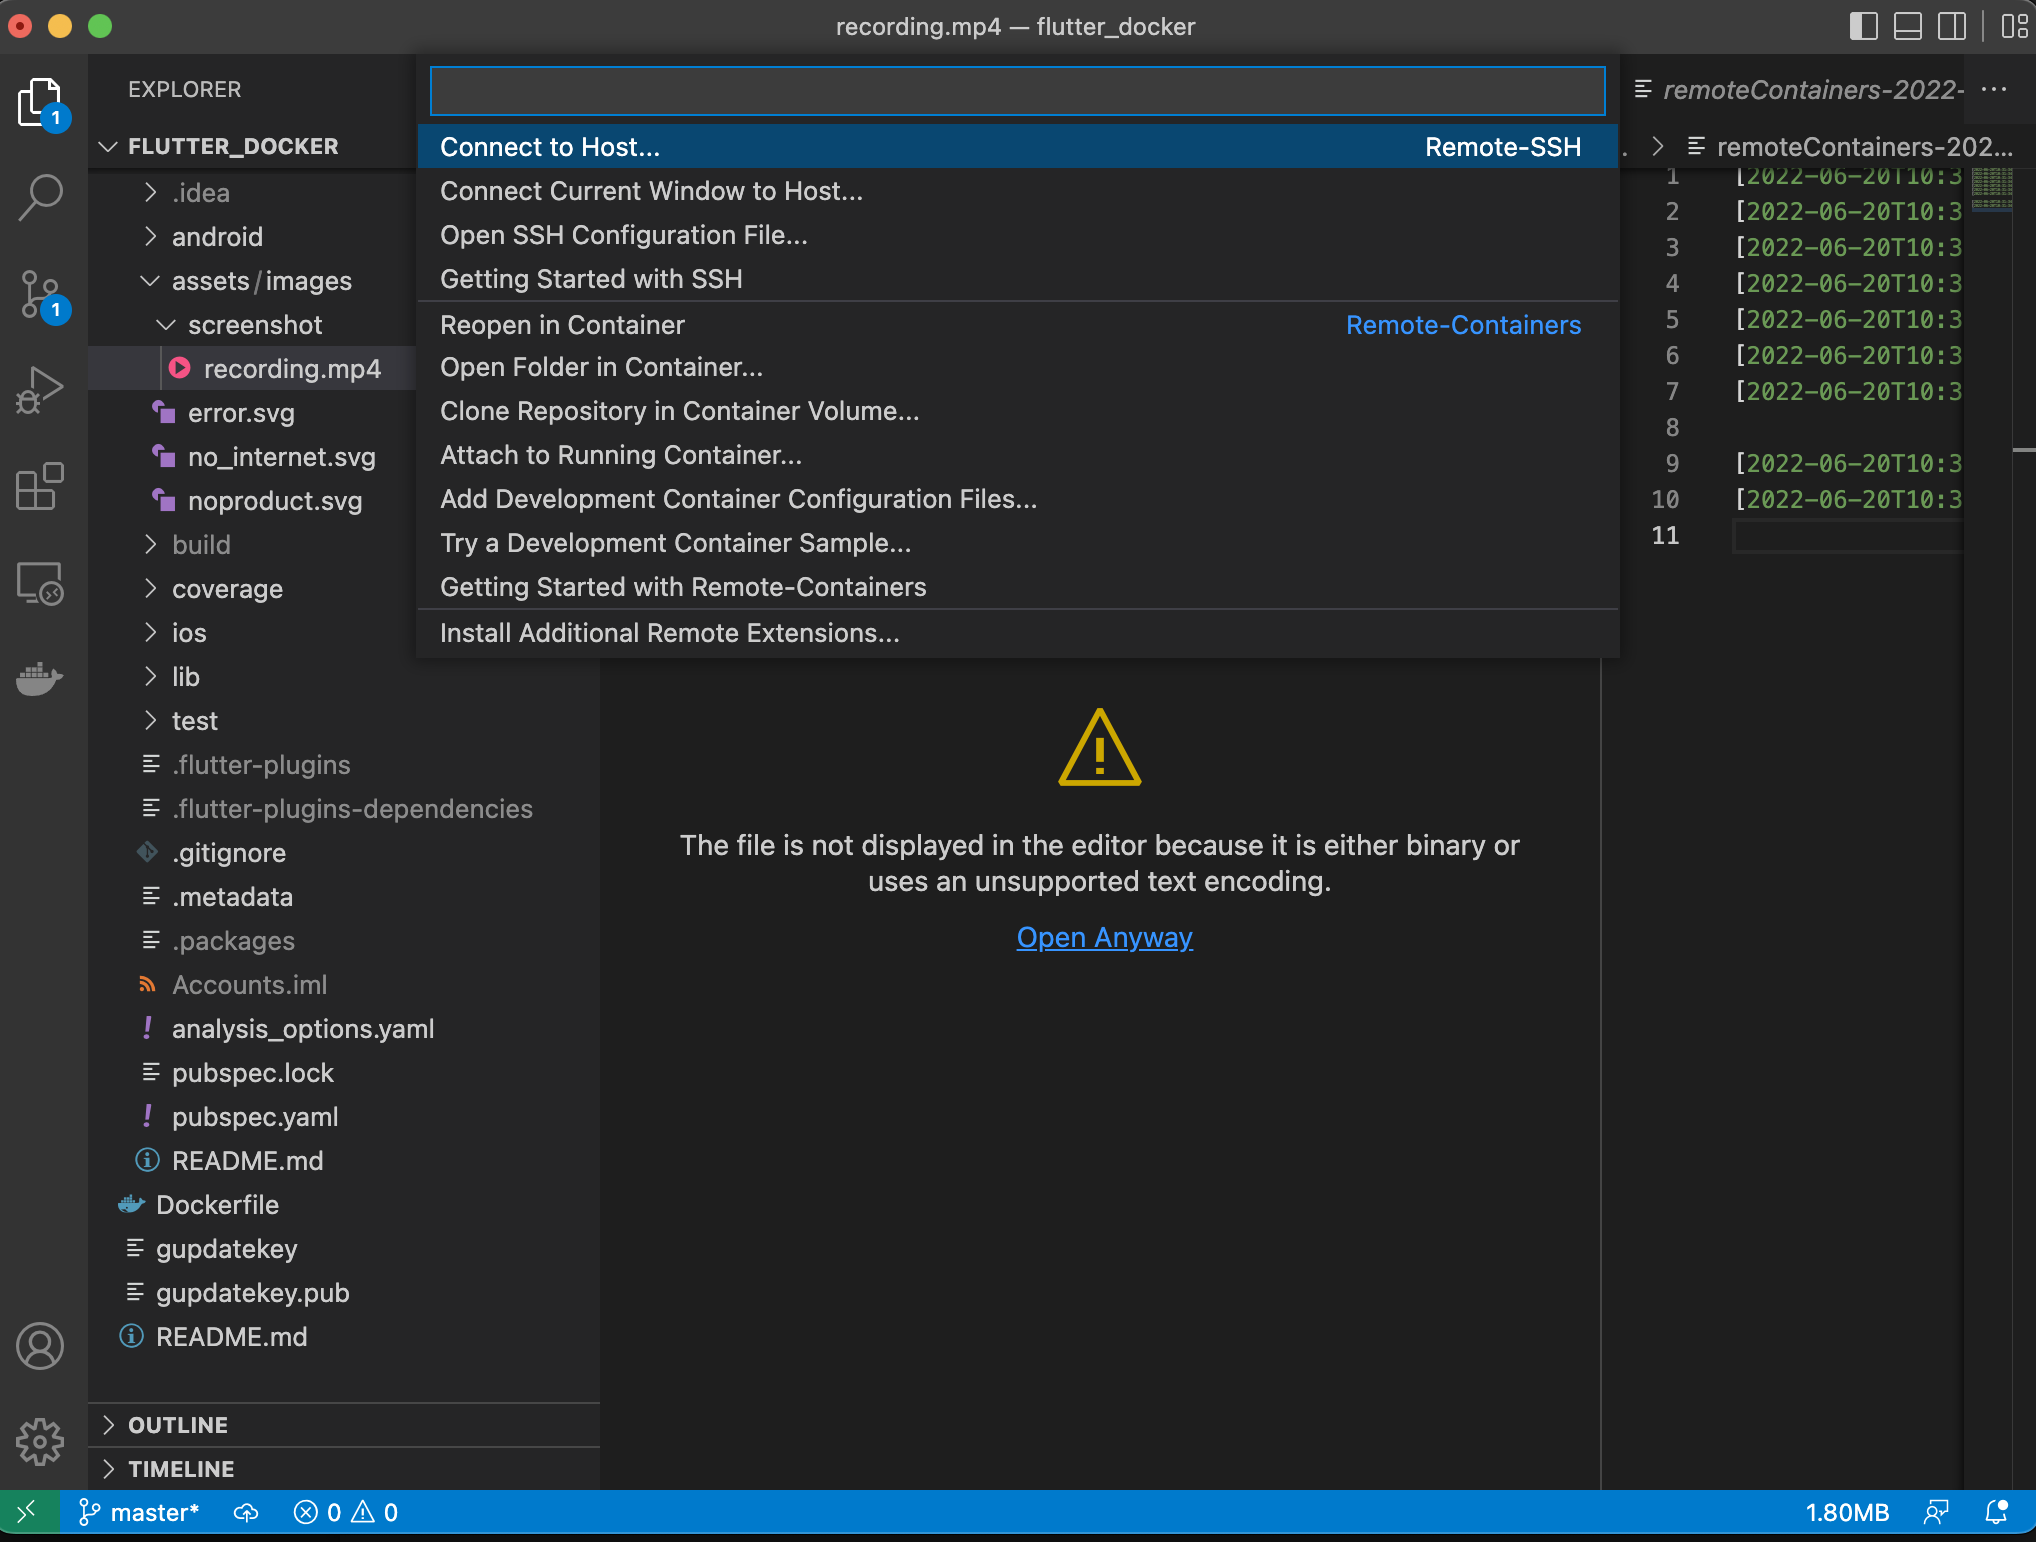 recording.mp4 — flutter_docker
EXPLORER
FLUTTER_DOCKER
.idea
android
assets/images
screenshot
recording.mp4
error.svg
no_internet.svg
noproduct.svg
build
coverage
ios
lib
test
.flutter-plugins
.flutter-plugins-dependencies
.gitignore
.metadata
.packages
Accounts.iml
analysis_options.yaml
pubspec.lock
pubspec.yaml
README.md
Dockerfile
gupdatekey
gupdatekey.pub
README.md
OUTLINE
TIMELINE
1
1
Connect to Host... Remote-SSH
Connect Current Window to Host...
Open SSH Configuration File...
Getting Started with SSH
Reopen in Container Remote-Containers
Open Folder in Container...
Clone Repository in Container Volume...
Attach to Running Container...
Add Development Container Configuration Files...
Try a Development Container Sample...
Getting Started with Remote-Containers
Install Additional Remote Extensions...
The file is not displayed in the editor because it is either binary or
uses an unsupported text encoding.
Open Anyway
remoteContainers-2022- ...
. > remoteContainers-202...
1 [2022-06-20T10:3
2 [2022-06-20T10:3
3 [2022-06-20T10:3
4 [2022-06-20T10:3
5 [2022-06-20T10:3
6 [2022-06-20T10:3
7 [2022-06-20T10:3
8
9 [2022-06-20T10:3
10 [2022-06-20T10:3
11
master* 0 0 1.80MB